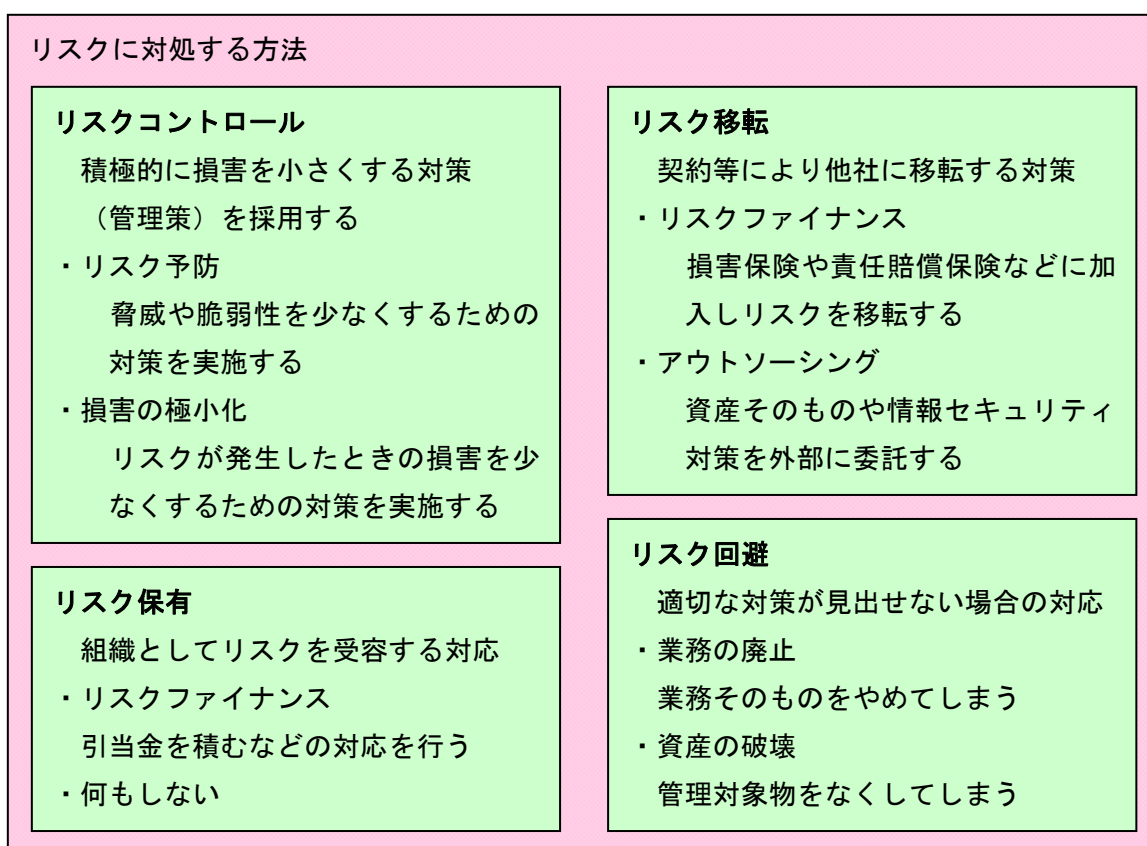 リスクに対処する方法
リスクコントロール
積極的に損害を小さくする対策
（管理策）を採用する
・リスク予防
脅威や脆弱性を少なくするための
対策を実施する
・損害の極小化
リスクが発生したときの損害を少
なくするための対策を実施する
リスク保有
組織としてリスクを受容する対応
・リスクファイナンス
引当金を積むなどの対応を行う
・何もしない
リスク移転
契約等により他社に移転する対策
・リスクファイナンス
損害保険や責任賠償保険などに加
入しリスクを移転する
・アウトソーシング
資産そのものや情報セキュリティ
対策を外部に委託する
リスク回避
適切な対策が見出せない場合の対応
・業務の廃止
業務そのものをやめてしまう
・資産の破壊
管理対象物をなくしてしまう